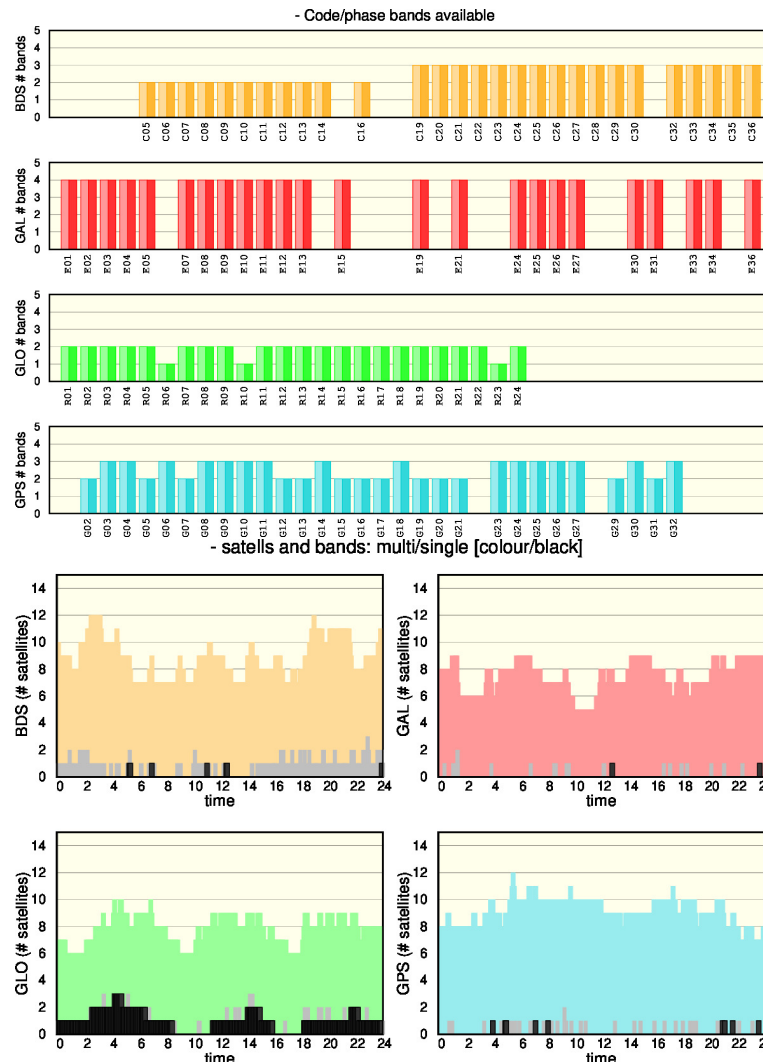 - Code/phase bands available
BDS # bands
5
4
3
2
1
0
C05 C06 C07 C08 C09 C10 C11 C12 C13 C14 C16 C19 C20 C21 C22 C23 C24 C25 C26 C27 C28 C29 C30 C32 C33 C34 C35 C36
GAL # bands
5
4
3
2
1
0
E01 E02 E03 E04 E05 E07 E08 E09 E10 E11 E12 E13 E15 E19 E21 E24 E25 E26 E27 E30 E31 E33 E34 E36
GLO # bands
5
4
3
2
1
0
R01 R02 R03 R04 R05 R06 R07 R08 R09 R10 R11 R12 R13 R14 R15 R16 R17 R18 R19 R20 R21 R22 R23 R24
GPS # bands
5
4
3
2
1
0
G02 G03 G04 G05 G06 G08 G09 G10 G11 G12 G13 G14 G15 G16 G17 G18 G19 G20 G21 G23 G24 G25 G26 G27 G29 G30 G31 G32
- satells and bands: multi/single [colour/black]
BDS (# satellites)
14
12
10
8
6
4
2
0
0 2 4 6 8 10 12 14 16 18 20 22 24
time
GAL (# satellites)
14
12
10
8
6
4
2
0
0 2 4 6 8 10 12 14 16 18 20 22 2
time
GLO (# satellites)
14
12
10
8
6
4
2
0
0 2 4 6 8 10 12 14 16 18 20 22 24
time
GPS (# satellites)
14
12
10
8
6
4
2
0
0 2 4 6 8 10 12 14 16 18 20 22 2
time